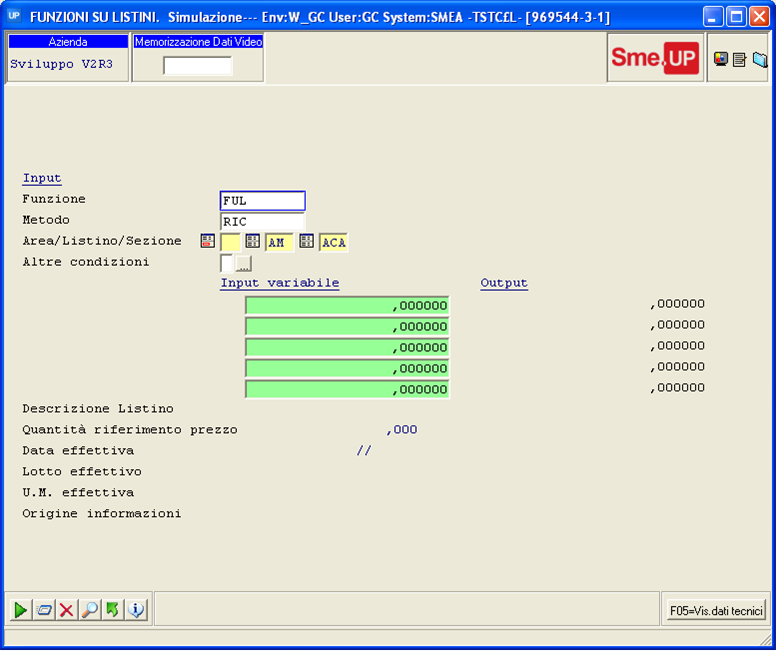 UP FUNZIONI SU LISTINI. Simulazione--- Env:W_GC User:GC System:SMEA -TSTC£L- [969544-3-1]
Azienda
Memorizzazione Dati Video
Sviluppo V2R3
Sme.UP
Input
Funzione FUL
Metodo RIC
Area/Listino/Sezione AM ACA
Altre condizioni ...
Input variabile Output
,000000 ,000000
,000000 ,000000
,000000 ,000000
,000000 ,000000
,000000 ,000000
Descrizione Listino
Quantità riferimento prezzo ,000
Data effettiva //
Lotto effettivo
U.M. effettiva
Origine informazioni
F05=Vis.dati tecnici